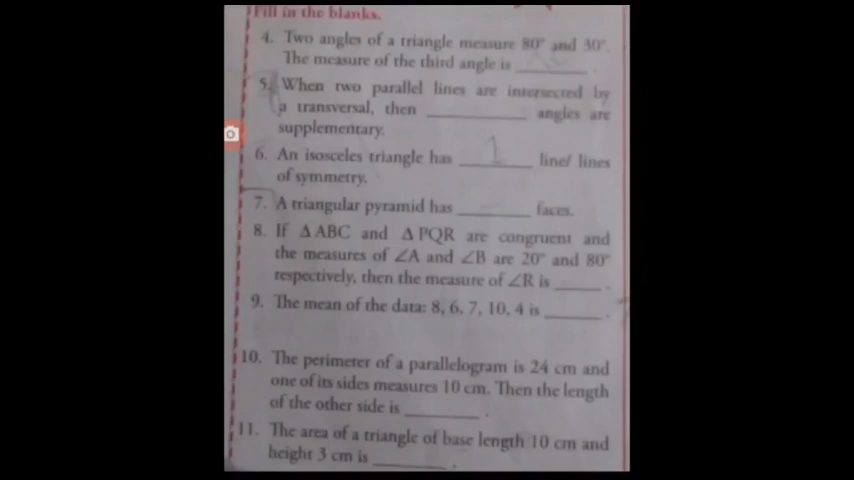 Fill in the blanks.
4. Two angles of a triangle measure 80° and 30°.
The measure of the third angle is ________ .
5. When two parallel lines are intersected by
a transversal, then ________ angles are
supplementary.
6. An isosceles triangle has ___1___ line/ lines
of symmetry.
7. A triangular pyramid has ________ faces.
8. If Δ ABC and Δ PQR are congruent and
the measures of ∠A and ∠B are 20° and 80°
respectively, then the measure of ∠R is ______ .
9. The mean of the data: 8, 6, 7, 10, 4 is ______ .
10. The perimeter of a parallelogram is 24 cm and
one of its sides measures 10 cm. Then the length
of the other side is ________ .
11. The area of a triangle of base length 10 cm and
height 3 cm is ________ .